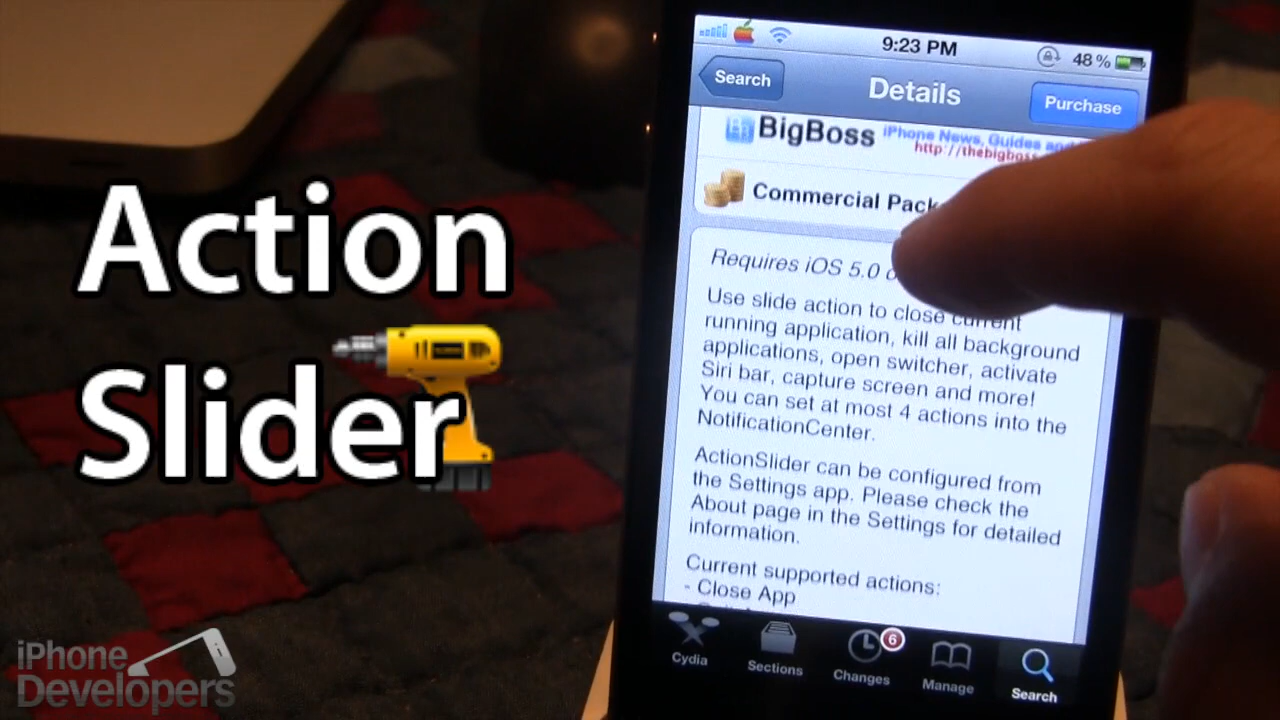 Action
Slider
iPhone
Developers
9:23 PM
48 %
Search
Details
Purchase
BigBoss
iPhone News, Guides and
http://thebigboss
Commercial
Requires iOS 5.0
Use slide action to close current
running application, kill all background
applications, open switcher, activate
Siri bar, capture screen and more!
You can set at most 4 actions into the
NotificationCenter.
ActionSlider can be configured from
the Settings app. Please check the
About page in the Settings for detailed
information.
Current supported actions:
- Close App
Cydia
Sections
Changes
6
Manage
Search